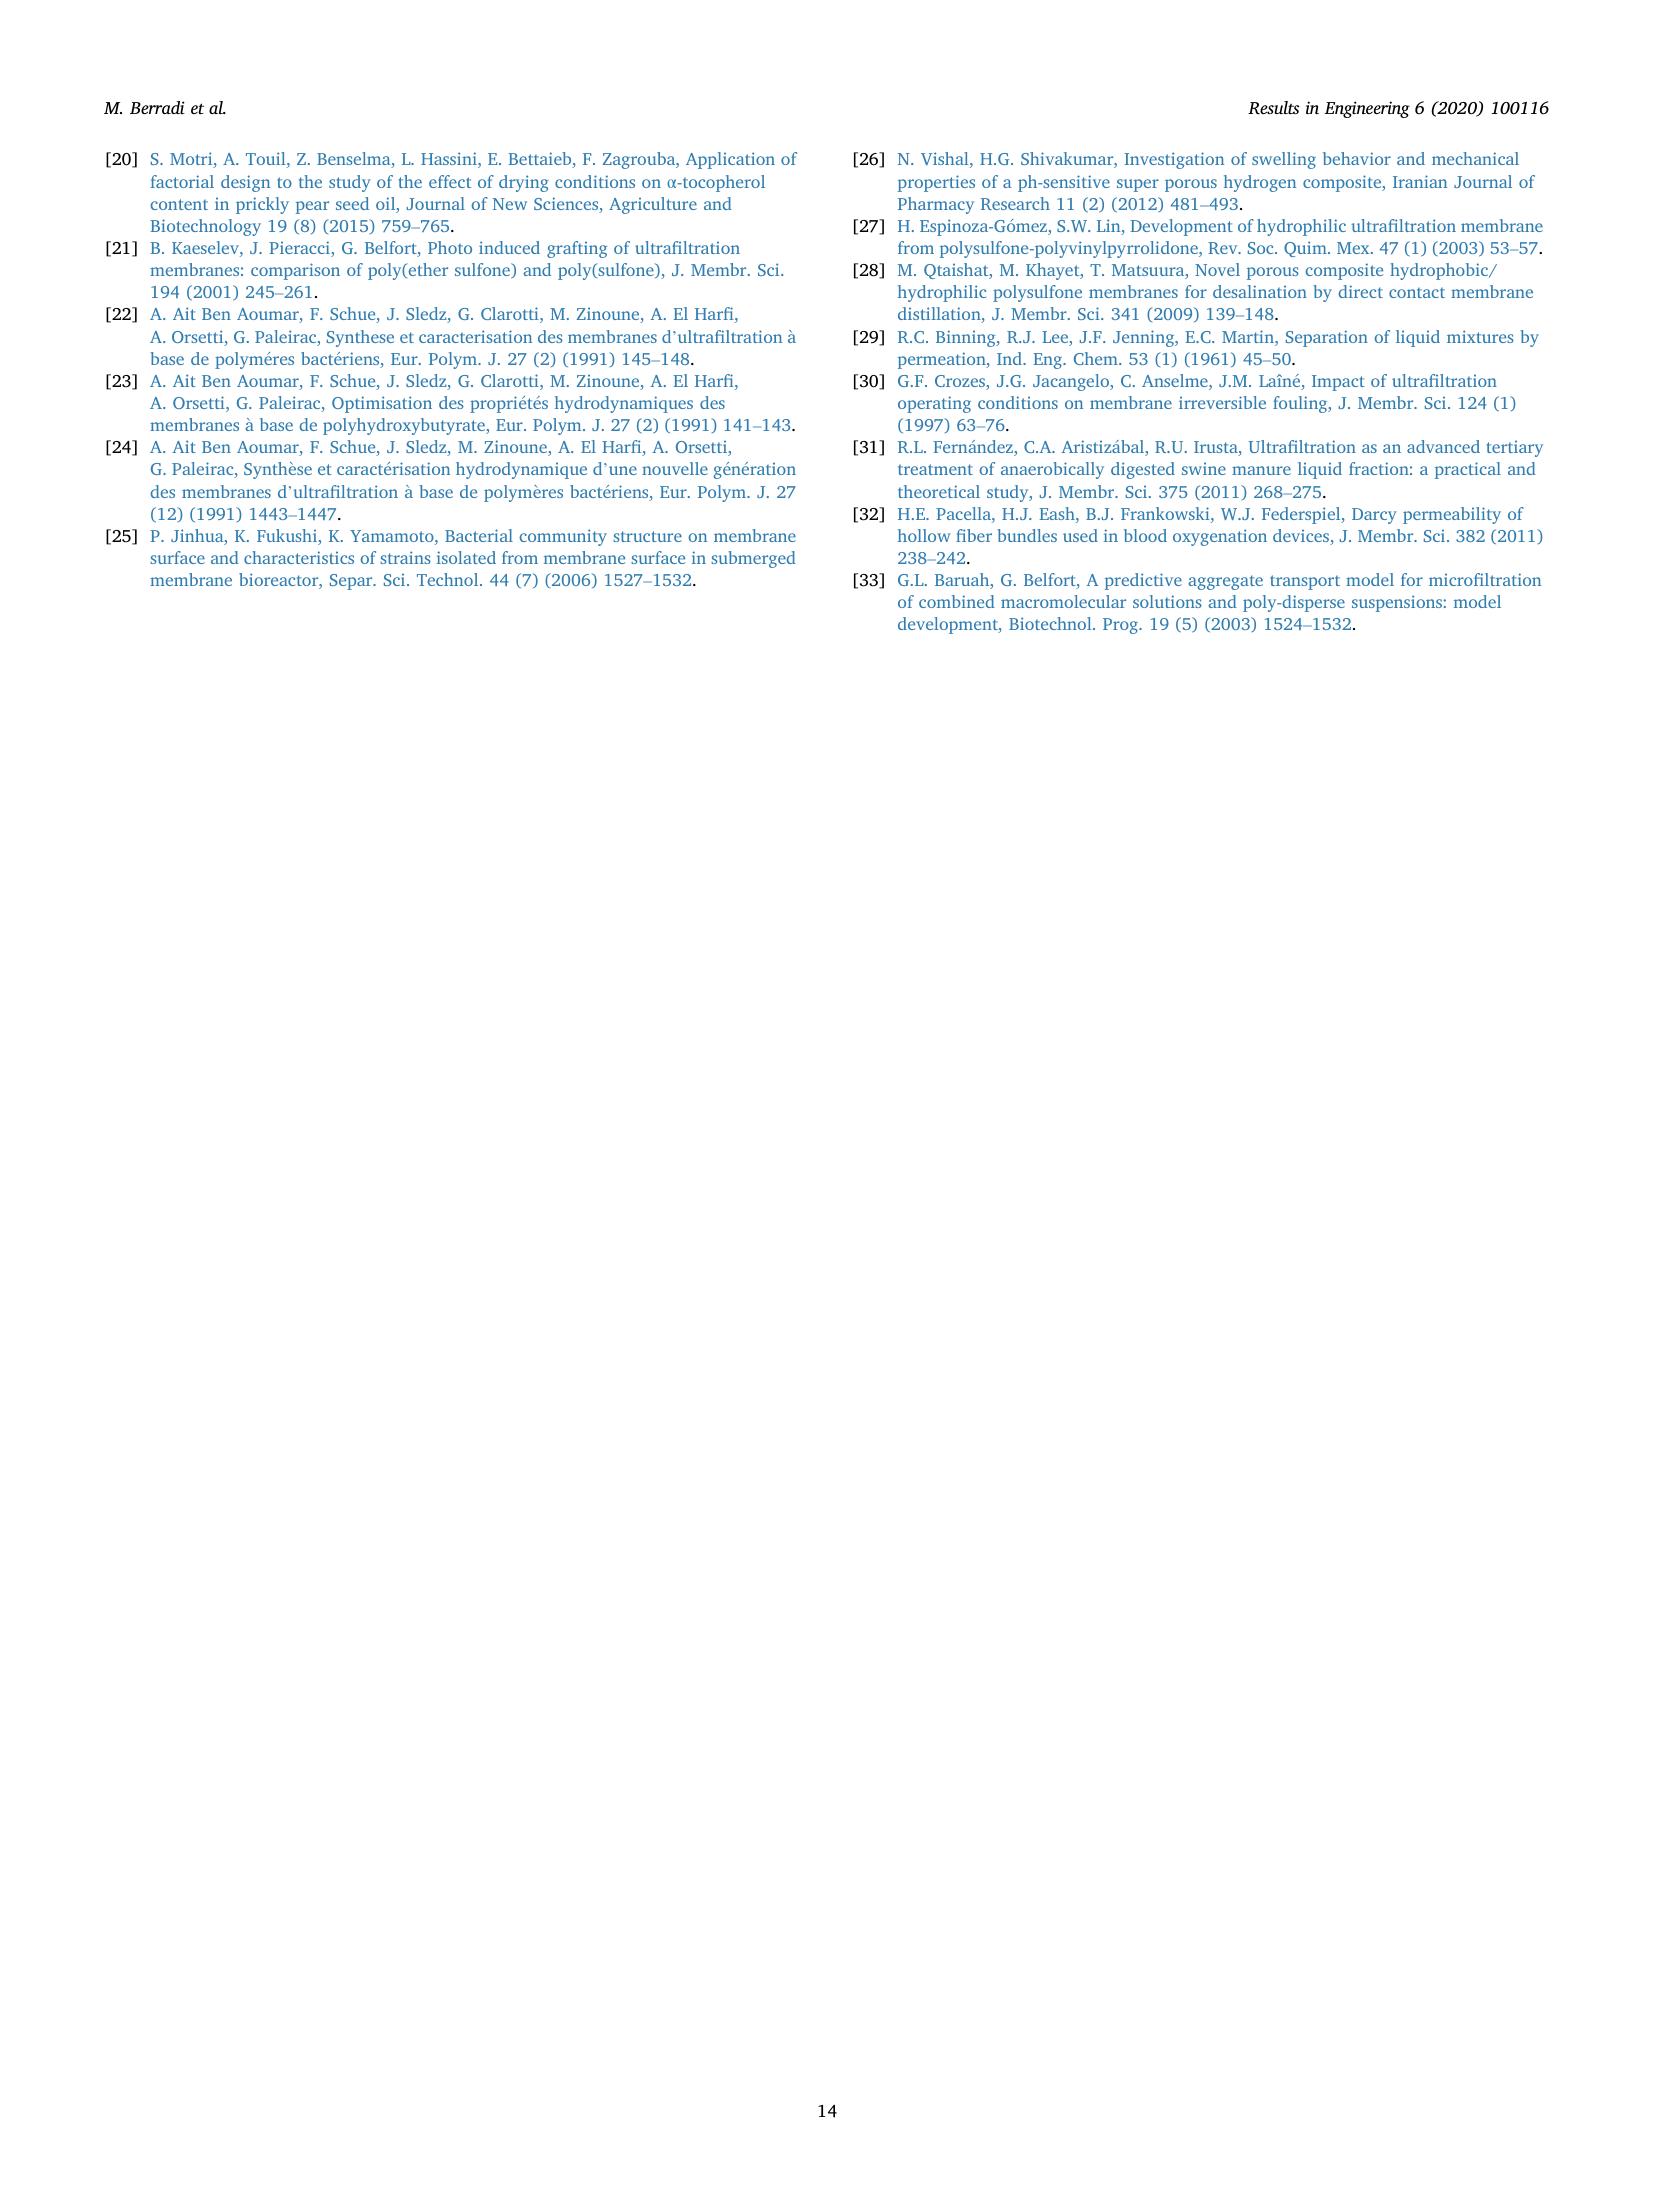 M. Berradi et al.
Results in Engineering 6 (2020) 100116
[20] S. Motri, A. Touil, Z. Benselma, L. Hassini, E. Bettaieb, F. Zagrouba, Application of
factorial design to the study of the effect of drying conditions on α-tocopherol
content in prickly pear seed oil, Journal of New Sciences, Agriculture and
Biotechnology 19 (8) (2015) 759–765.
[21] B. Kaeselev, J. Pieracci, G. Belfort, Photo induced grafting of ultrafiltration
membranes: comparison of poly(ether sulfone) and poly(sulfone), J. Membr. Sci.
194 (2001) 245–261.
[22] A. Ait Ben Aoumar, F. Schue, J. Sledz, G. Clarotti, M. Zinoune, A. El Harfi,
A. Orsetti, G. Paleirac, Synthese et caracterisation des membranes d’ultrafiltration à
base de polyméres bactériens, Eur. Polym. J. 27 (2) (1991) 145–148.
[23] A. Ait Ben Aoumar, F. Schue, J. Sledz, G. Clarotti, M. Zinoune, A. El Harfi,
A. Orsetti, G. Paleirac, Optimisation des propriétés hydrodynamiques des
membranes à base de polyhydroxybutyrate, Eur. Polym. J. 27 (2) (1991) 141–143.
[24] A. Ait Ben Aoumar, F. Schue, J. Sledz, M. Zinoune, A. El Harfi, A. Orsetti,
G. Paleirac, Synthèse et caractérisation hydrodynamique d’une nouvelle génération
des membranes d’ultrafiltration à base de polymères bactériens, Eur. Polym. J. 27
(12) (1991) 1443–1447.
[25] P. Jinhua, K. Fukushi, K. Yamamoto, Bacterial community structure on membrane
surface and characteristics of strains isolated from membrane surface in submerged
membrane bioreactor, Separ. Sci. Technol. 44 (7) (2006) 1527–1532.
[26] N. Vishal, H.G. Shivakumar, Investigation of swelling behavior and mechanical
properties of a ph-sensitive super porous hydrogen composite, Iranian Journal of
Pharmacy Research 11 (2) (2012) 481–493.
[27] H. Espinoza-Gómez, S.W. Lin, Development of hydrophilic ultrafiltration membrane
from polysulfone-polyvinylpyrrolidone, Rev. Soc. Quim. Mex. 47 (1) (2003) 53–57.
[28] M. Qtaishat, M. Khayet, T. Matsuura, Novel porous composite hydrophobic/
hydrophilic polysulfone membranes for desalination by direct contact membrane
distillation, J. Membr. Sci. 341 (2009) 139–148.
[29] R.C. Binning, R.J. Lee, J.F. Jenning, E.C. Martin, Separation of liquid mixtures by
permeation, Ind. Eng. Chem. 53 (1) (1961) 45–50.
[30] G.F. Crozes, J.G. Jacangelo, C. Anselme, J.M. Laîné, Impact of ultrafiltration
operating conditions on membrane irreversible fouling, J. Membr. Sci. 124 (1)
(1997) 63–76.
[31] R.L. Fernández, C.A. Aristizábal, R.U. Irusta, Ultrafiltration as an advanced tertiary
treatment of anaerobically digested swine manure liquid fraction: a practical and
theoretical study, J. Membr. Sci. 375 (2011) 268–275.
[32] H.E. Pacella, H.J. Eash, B.J. Frankowski, W.J. Federspiel, Darcy permeability of
hollow fiber bundles used in blood oxygenation devices, J. Membr. Sci. 382 (2011)
238–242.
[33] G.L. Baruah, G. Belfort, A predictive aggregate transport model for microfiltration
of combined macromolecular solutions and poly-disperse suspensions: model
development, Biotechnol. Prog. 19 (5) (2003) 1524–1532.
14